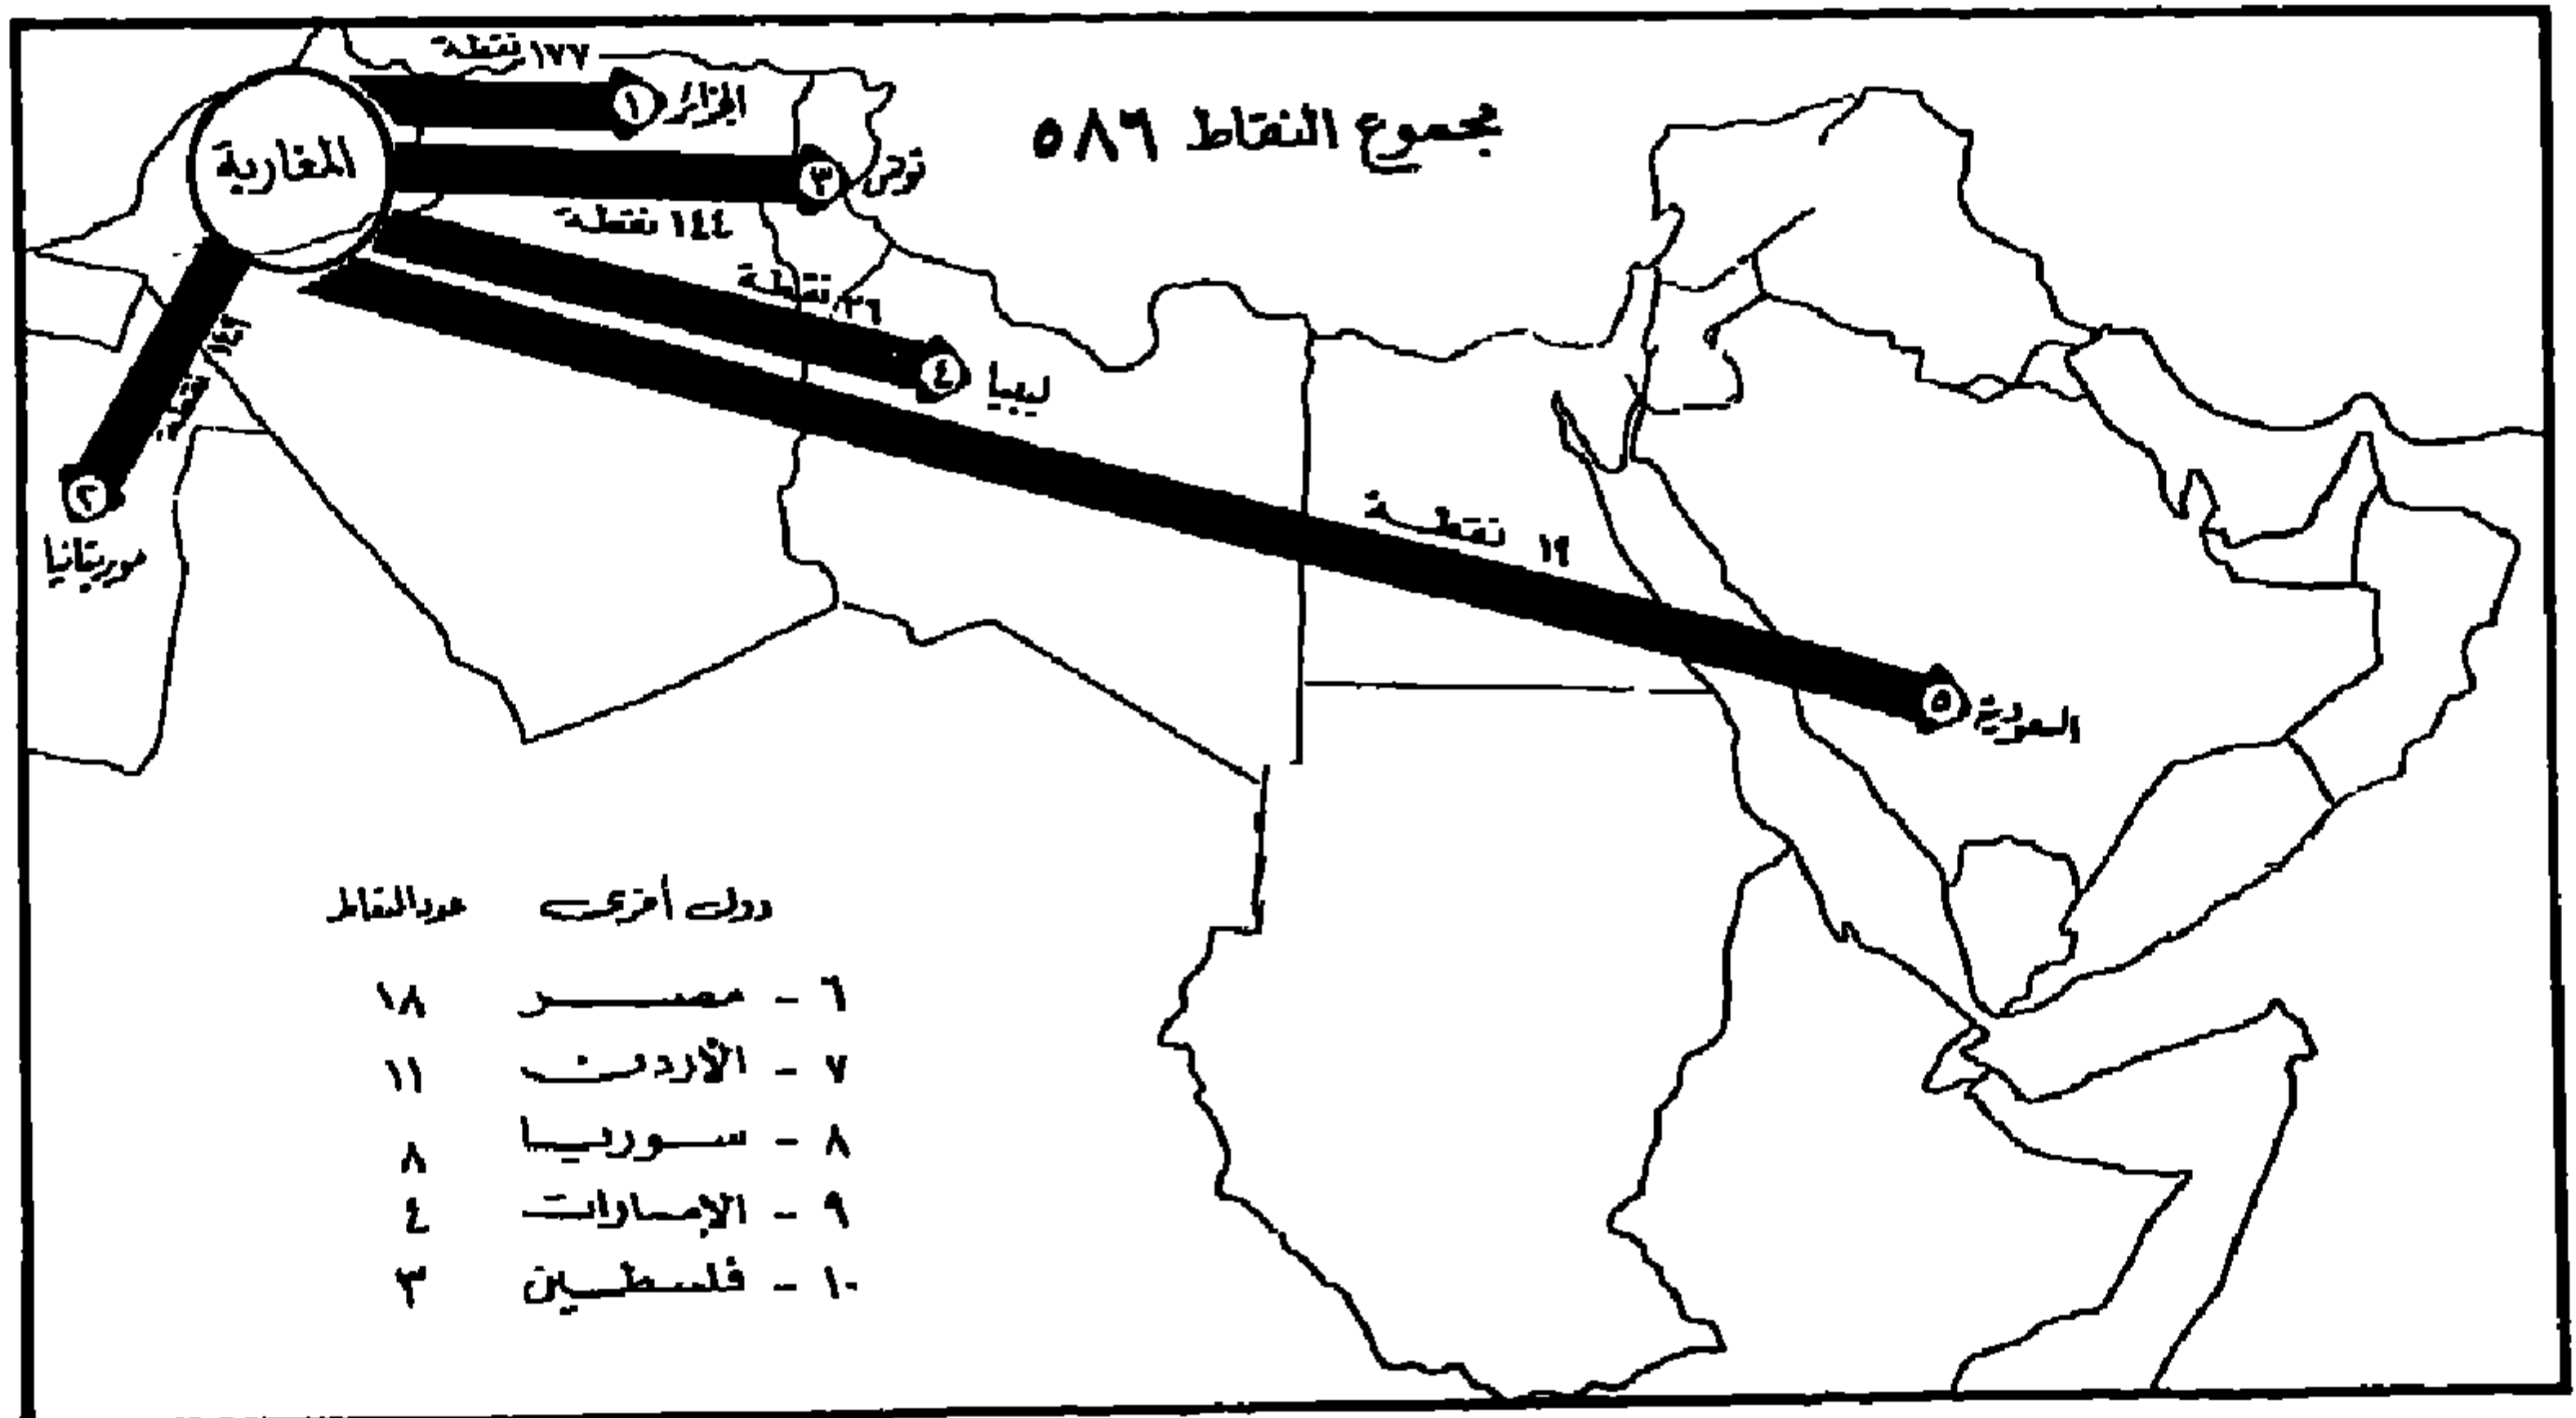 مجموع النقاط ٥٨٦
المغاربة
١٧٧ نقطة
١ الجزائر
٣ تونس
١٤٤ نقطة
٣٦ نقطة
٤ ليبيا
نقطة
٢
موريتانيا
١٩ نقطة
٥ السعودية
دول أخرى عدد النقاط
٦ - مصر ١٨
٧ - الأردن ١١
٨ - سوريا ٨
٩ - الإمارات ٤
١٠ - فلسطين ٣